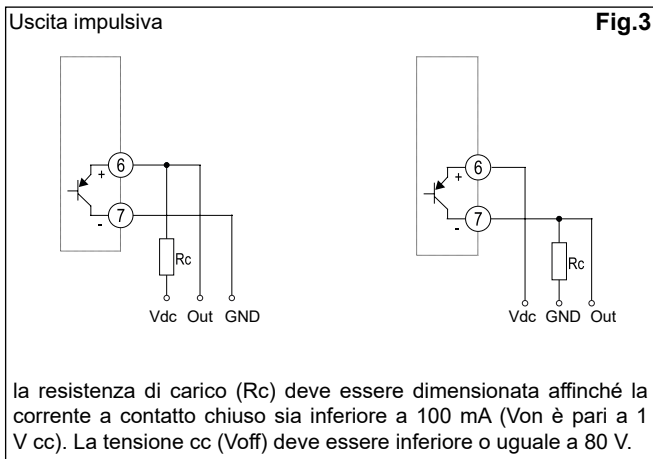 Uscita impulsiva
Fig.3
+ 6
- 7
Rc
Vdc Out GND
+ 6
- 7
Rc
Vdc GND Out
la resistenza di carico (Rc) deve essere dimensionata affinché la
corrente a contatto chiuso sia inferiore a 100 mA (Von è pari a 1
V cc). La tensione cc (Voff) deve essere inferiore o uguale a 80 V.